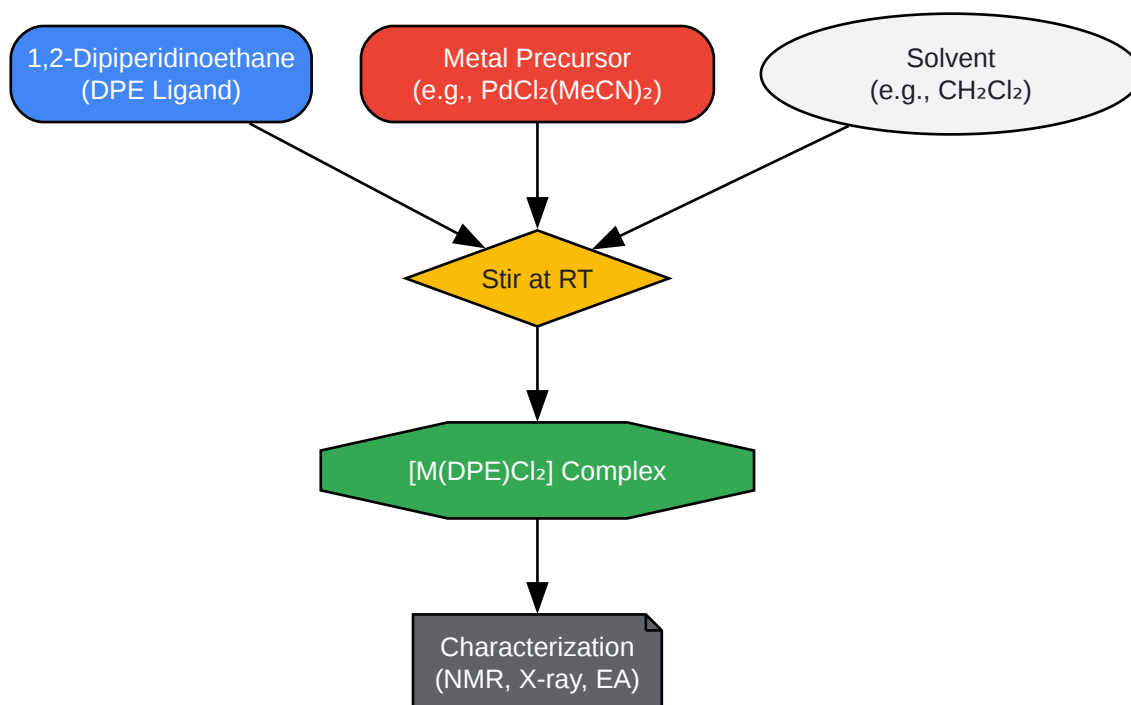 1,2-Dipiperidinoethane
(DPE Ligand)
Metal Precursor
(e.g., PdCl₂(MeCN)₂)
Solvent
(e.g., CH₂Cl₂)
Stir at RT
[M(DPE)Cl₂] Complex
Characterization
(NMR, X-ray, EA)